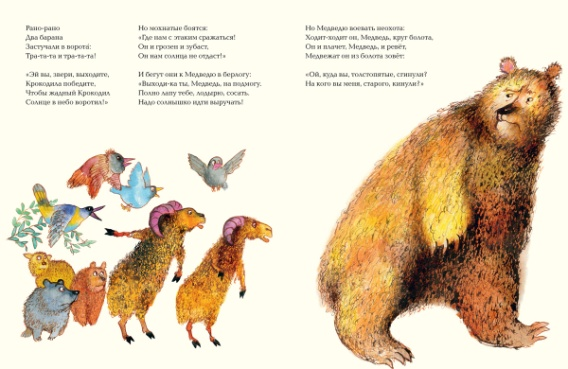 Рано-рано
Два барана
Застучали в ворота:
Тра-та-та и тра-та-та!
«Эй вы, звери, выходите,
Крокодила победите,
Чтобы жадный Крокодил
Солнце в небо воротил!»
Но мохнатые боятся:
«Где нам с этаким сражаться!
Он и грозен и зубаст,
Он нам солнца не отдаст!»
И бегут они к Медведю в берлогу:
«Выходи-ка ты, Медведь, на подмогу.
Полно лапу тебе, лодырю, сосать.
Надо солнышко идти выручать!
Но Медведю воевать неохота:
Ходит-ходит он, Медведь, круг болота,
Он и плачет, Медведь, и ревёт,
Медвежат он из болота зовёт:
«Ой, куда вы, толстопятые, сгинули?
На кого вы меня, старого, кинули?»